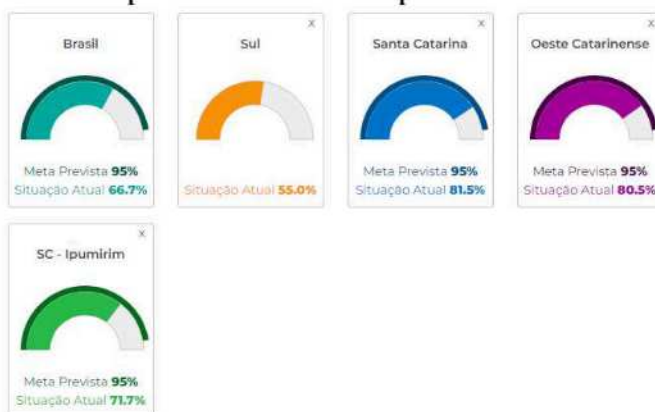 x
x
x
Brasil
Sul
Santa Catarina
Oeste Catarinense
Meta Prevista 95%
Situação Atual 66.7%
Situação Atual 55.0%
Meta Prevista 95%
Situação Atual 81.5%
Meta Prevista 95%
Situação Atual 80.5%
x
SC - Ipumirim
Meta Prevista 95%
Situação Atual 71.7%